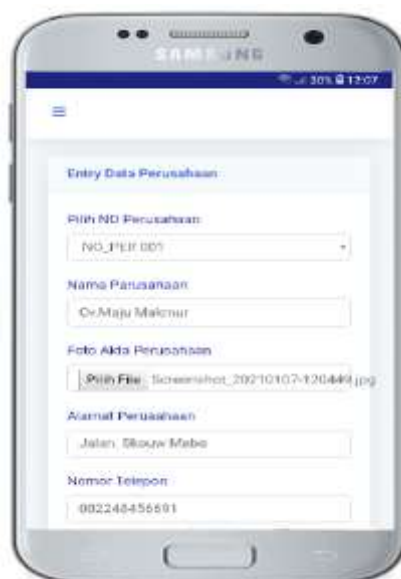 SAMSUNG
30% 12:07
Entry Data Perusahaan
Pilih NO Perusahaan
NO_PER 001
Nama Perusahaan
Cv.Maju Makmur
Foto Akta Perusahaan
Pilih File Screenshot_20210107-120449.jpg
Alamat Perusahaan
Jalan. Skouw Mabo
Nomor Telepon
082248456691